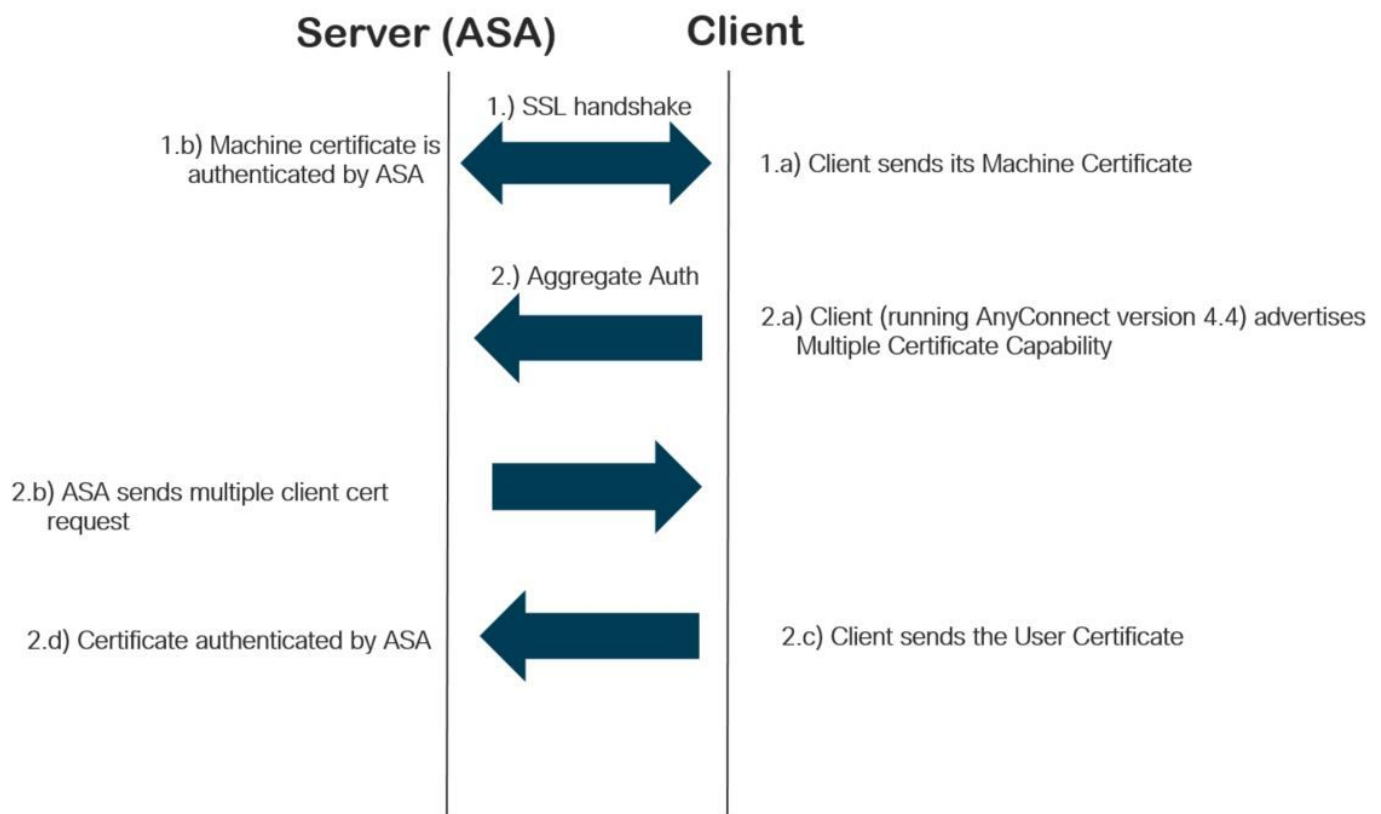 Server (ASA)
Client
1.) SSL handshake
1.b) Machine certificate is
authenticated by ASA
1.a) Client sends its Machine Certificate
2.) Aggregate Auth
2.a) Client (running AnyConnect version 4.4) advertises
Multiple Certificate Capability
2.b) ASA sends multiple client cert
request
2.d) Certificate authenticated by ASA
2.c) Client sends the User Certificate